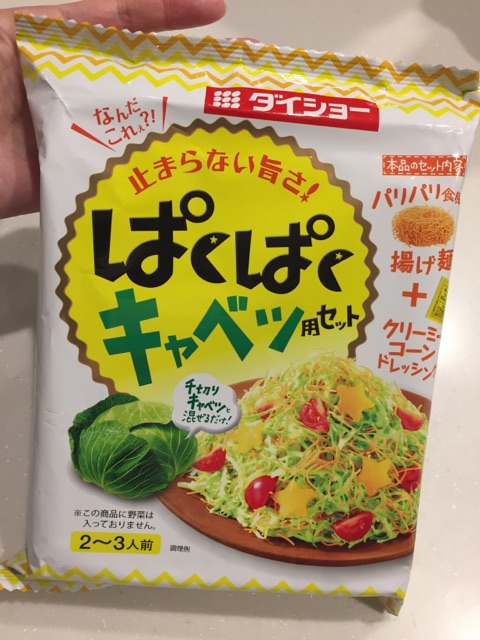 ダイショー
なんだ
これぇ?!
止まらない旨さ!
ぱくぱく
キャベツ用セット
本品のセット内容
パリパリ食感
揚げ麺
+
クリーミー
コーン
ドレッシング
千切り
キャベツと
混ぜるだけ!
※この商品に野菜は
入っておりません。
2〜3人前
調理例